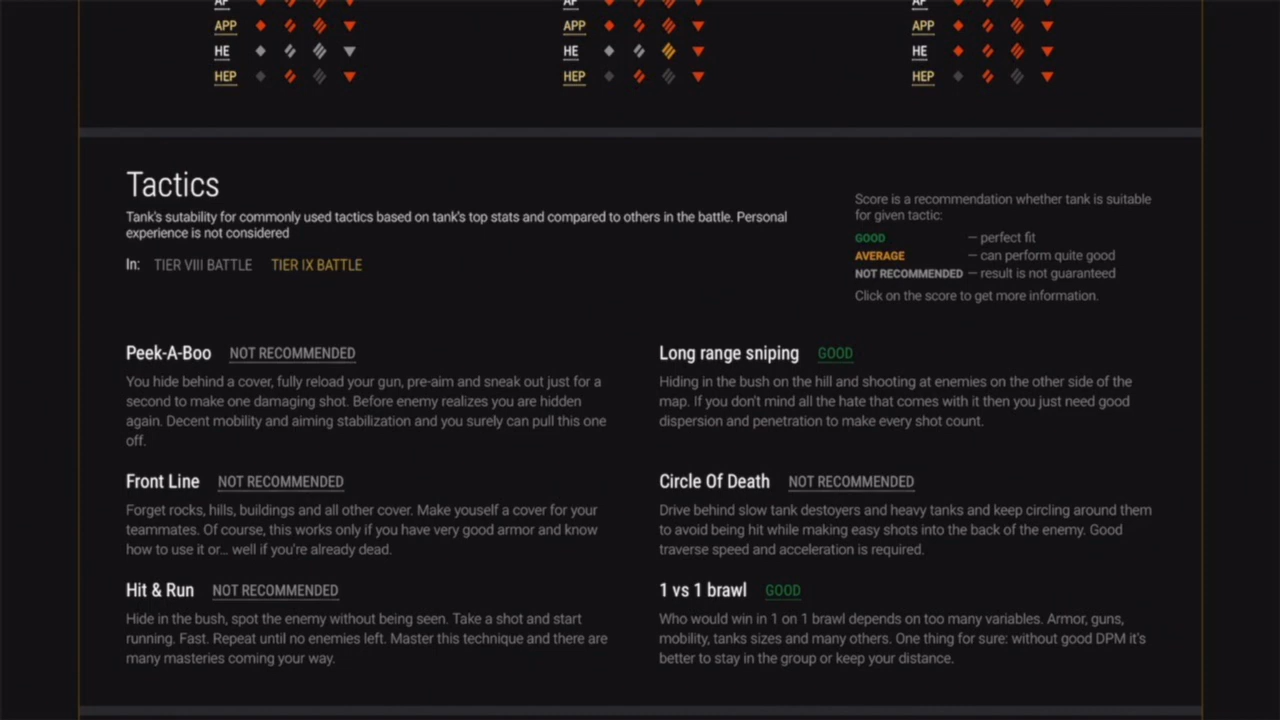 AP AP AP
APP APP APP
HE HE HE
HEP HEP HEP
Tactics
Tank's sutability for commonly used tactics based on tank's top stats and compared to others in the battle. Personal
experience is not considered
In: TIER VIII BATTLE TIER IX BATTLE
Score is a recommendation whether tank is suitable
for given tactic:
GOOD — perfect fit
AVERAGE — can perform quite good
NOT RECOMMENDED — result is not guaranteed
Click on the score to get more information.
Peek-A-Boo NOT RECOMMENDED
You hide behind a cover, fully reload your gun, pre-aim and sneak out just for a
second to make one damaging shot. Before enemy realizes you are hidden
again. Decent mobility and aiming stabilization and you surely can pull this one
off.
Long range sniping GOOD
Hiding in the bush on the hill and shooting at enemies on the other side of the
map. If you don't mind all the hate that comes with it then you just need good
dispersion and penetration to make every shot count.
Front Line NOT RECOMMENDED
Forget rocks, hills, buildings and all other cover. Make youself a cover for your
teammates. Of course, this works only if you have very good armor and know
how to use it or... well if you're already dead.
Circle Of Death NOT RECOMMENDED
Drive behind slow tank destoyers and heavy tanks and keep circling around them
to avoid being hit while making easy shots into the back of the enemy. Good
traverse speed and acceleration is required.
Hit & Run NOT RECOMMENDED
Hide in the bush, spot the enemy without being seen. Take a shot and start
running. Fast. Repeat until no enemies left. Master this technique and there are
many masteries coming your way.
1 vs 1 brawl GOOD
Who would win in 1 on 1 brawl depends on too many variables. Armor, guns,
mobility, tanks sizes and many others. One thing for sure: without good DPM it's
better to stay in the group or keep your distance.